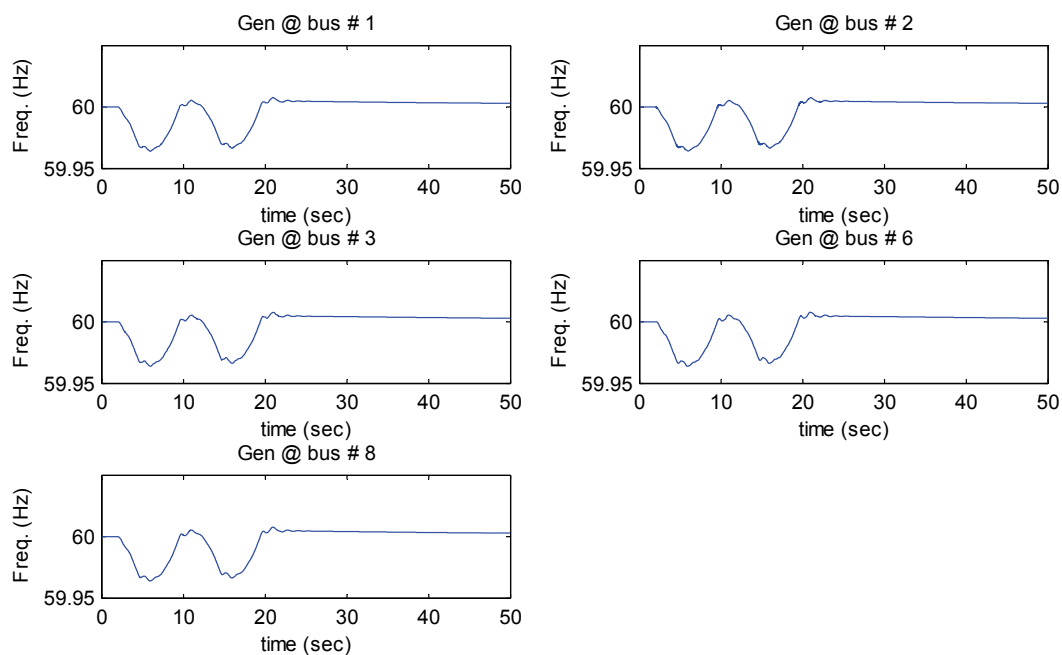 Gen @ bus # 1
Freq. (Hz)
60
59.95
0 10 20 30 40 50
time (sec)
Gen @ bus # 2
Freq. (Hz)
60
59.95
0 10 20 30 40 50
time (sec)
Gen @ bus # 3
Freq. (Hz)
60
59.95
0 10 20 30 40 50
time (sec)
Gen @ bus # 6
Freq. (Hz)
60
59.95
0 10 20 30 40 50
time (sec)
Gen @ bus # 8
Freq. (Hz)
60
59.95
0 10 20 30 40 50
time (sec)